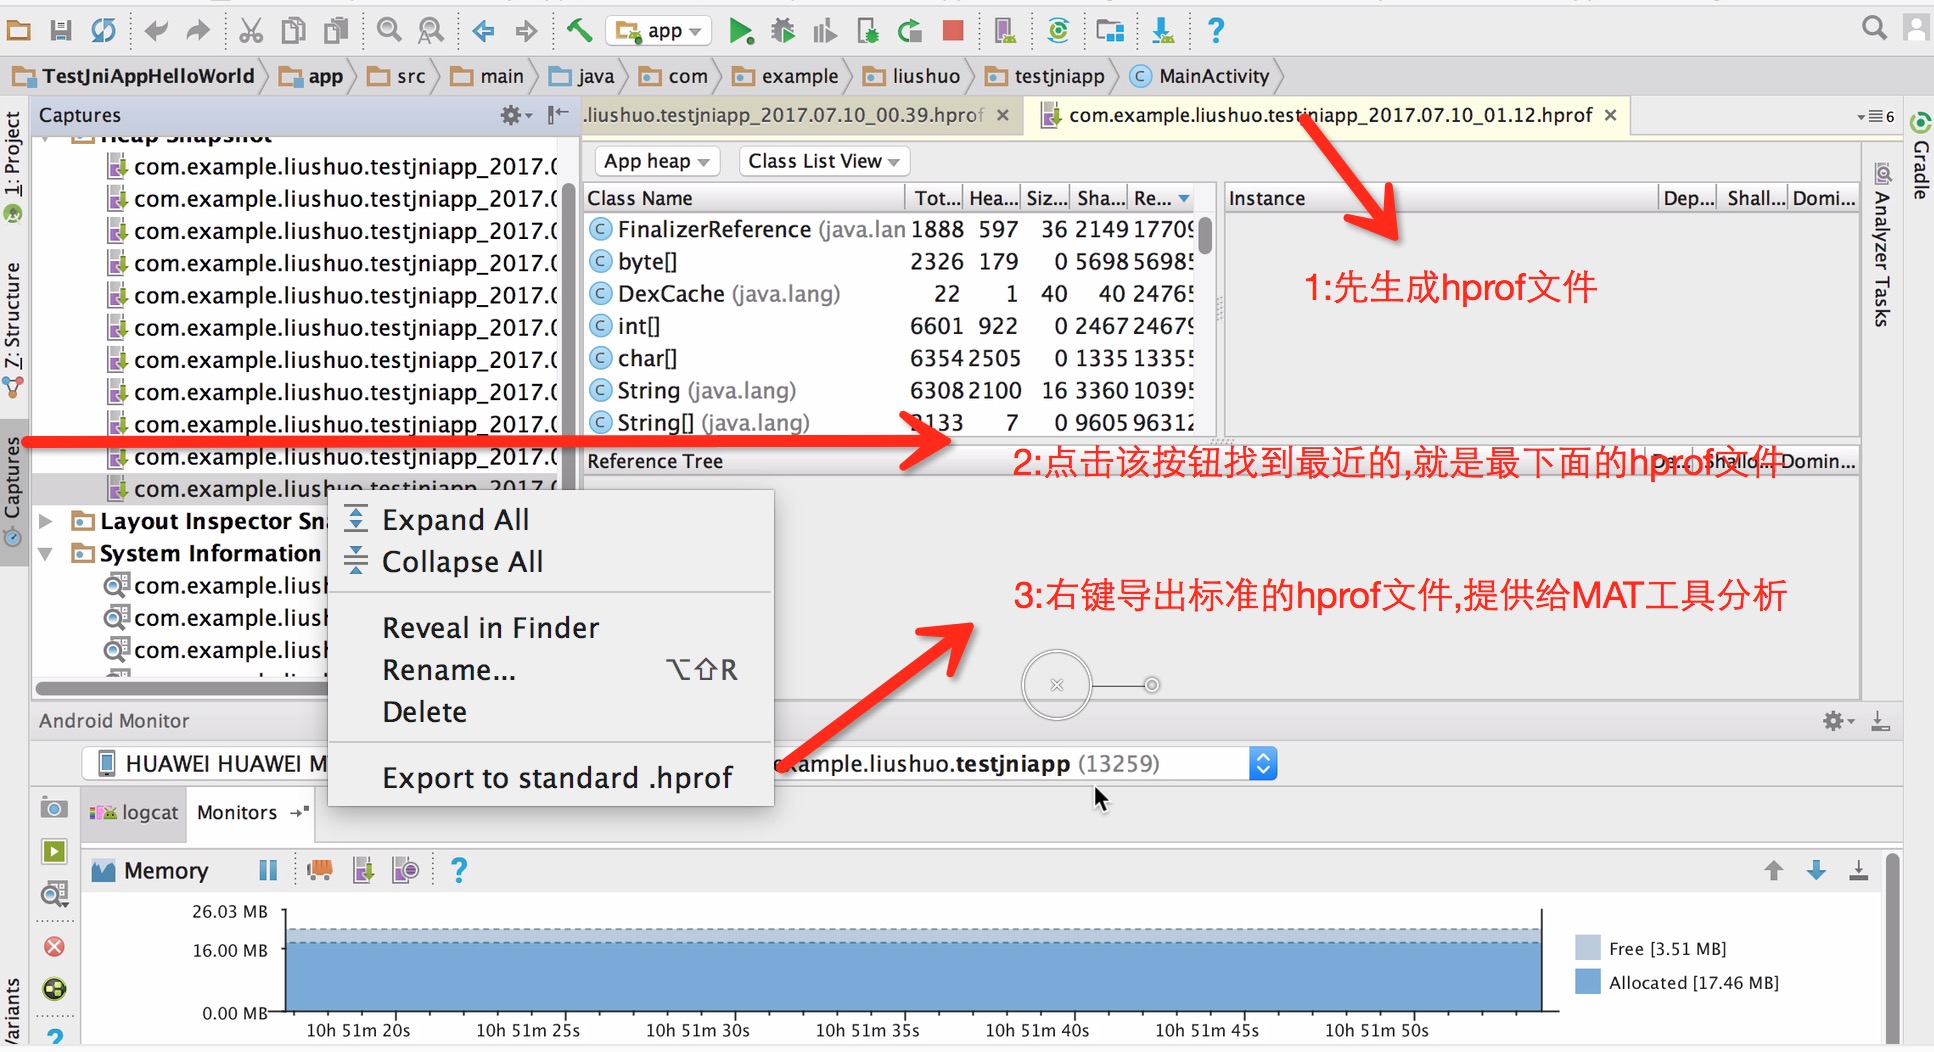 app
TestJniAppHelloWorld app src main java com example liushuo testjniapp MainActivity
Captures
.liushuo.testjniapp_2017.07.10_00.39.hprof
com.example.liushuo.testjniapp_2017.07.10_01.12.hprof
6
1: Project
Z: Structure
Captures
Heap Snapshot
com.example.liushuo.testjniapp_2017.0
com.example.liushuo.testjniapp_2017.0
com.example.liushuo.testjniapp_2017.0
com.example.liushuo.testjniapp_2017.0
com.example.liushuo.testjniapp_2017.0
com.example.liushuo.testjniapp_2017.0
com.example.liushuo.testjniapp_2017.0
com.example.liushuo.testjniapp_2017.0
com.example.liushuo.testjniapp_2017.0
com.example.liushuo.testjniapp_2017.0
com.example.liushuo.testjniapp_2017.0
Layout Inspector Sna
System Information
com.example.liush
com.example.liush
com.example.liush
App heap Class List View
Class Name Tot... Hea... Siz... Sha... Re...
FinalizerReference (java.lan 1888 597 36 2149 17709
byte[] 2326 179 0 5698 56985
DexCache (java.lang) 22 1 40 40 24765
int[] 6601 922 0 2467 24679
char[] 6354 2505 0 1335 13355
String (java.lang) 6308 2100 16 3360 10395
String[] (java.lang) 2133 7 0 9605 96312
Instance Dep... Shall... Domi...
1:先生成hprof文件
Reference Tree De... Shallo... Domin...
2:点击该按钮找到最近的,就是最下面的hprof文件
3:右键导出标准的hprof文件,提供给MAT工具分析
Gradle
Analyzer Tasks
Expand All
Collapse All
Reveal in Finder
Rename... ⌥⇧R
Delete
Export to standard .hprof
Android Monitor
HUAWEI HUAWEI M
example.liushuo.testjniapp (13259)
logcat Monitors
Memory
26.03 MB
16.00 MB
0.00 MB
10h 51m 20s 10h 51m 25s 10h 51m 30s 10h 51m 35s 10h 51m 40s 10h 51m 45s 10h 51m 50s
Free [3.51 MB]
Allocated [17.46 MB]
Variants